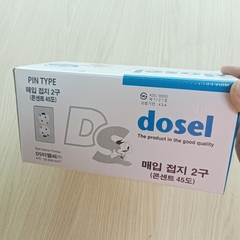 PIN TYPE
매입 접지 2구
(콘센트 45도)
DS
dosel
The product in the good quality
매입 접지 2구
(콘센트 45도)